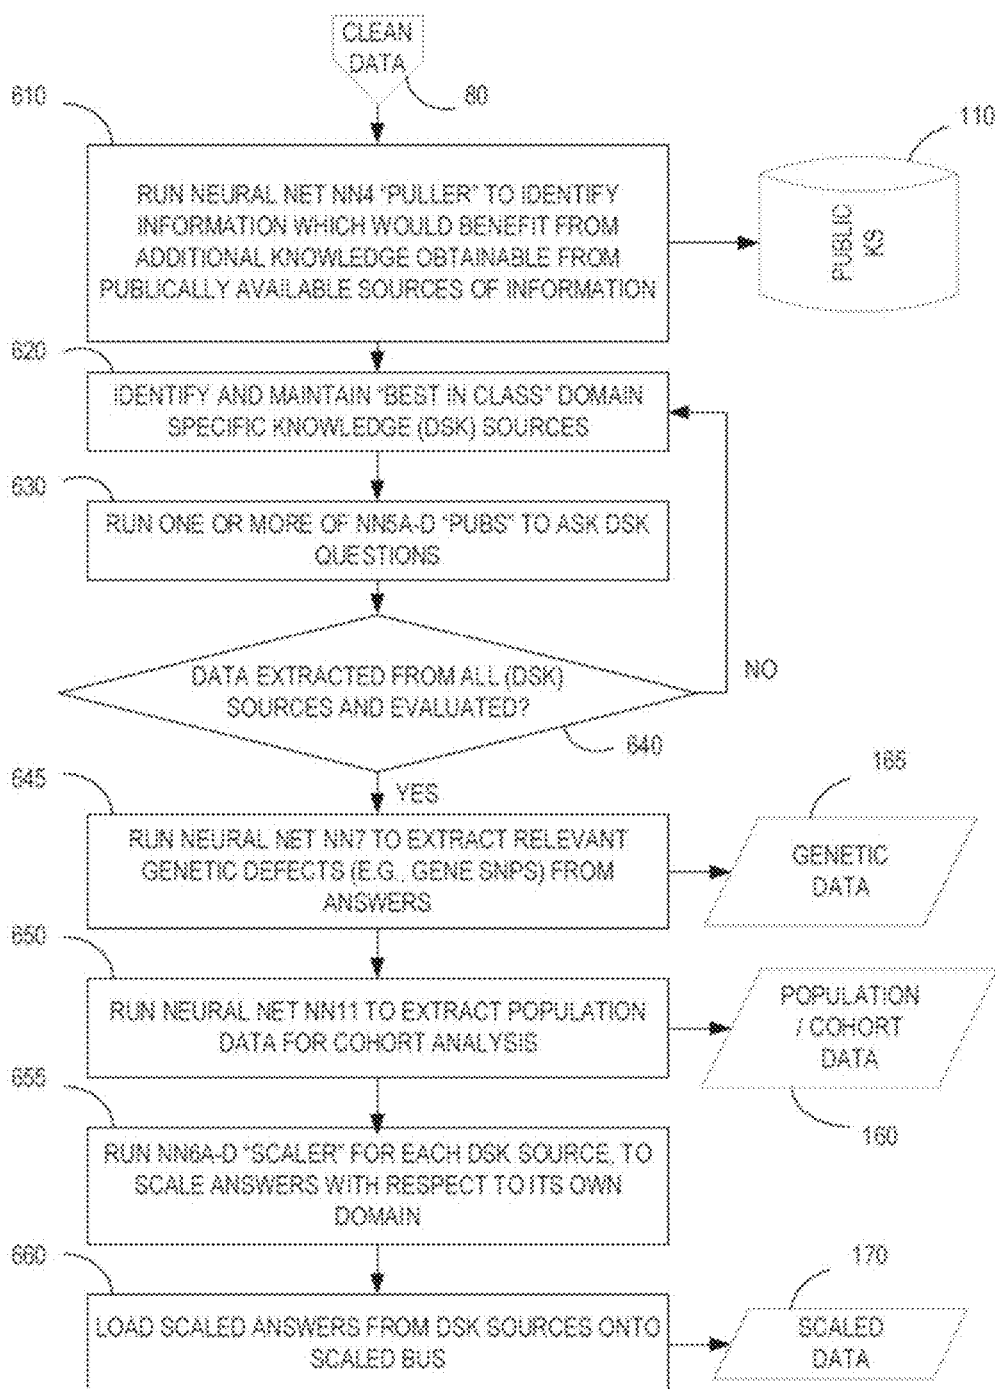 CLEAN
DATA
80
610
110
RUN NEURAL NET NN4 "PULLER" TO IDENTIFY
INFORMATION WHICH WOULD BENEFIT FROM
ADDITIONAL KNOWLEDGE OBTAINABLE FROM
PUBLICALLY AVAILABLE SOURCES OF INFORMATION
PUBLIC
KS
620
IDENTIFY AND MAINTAIN "BEST IN CLASS" DOMAIN
SPECIFIC KNOWLEDGE (DSK) SOURCES
630
RUN ONE OR MORE OF NN5A-D "PUBS" TO ASK DSK
QUESTIONS
DATA EXTRACTED FROM ALL (DSK)
SOURCES AND EVALUATED?
NO
640
YES
645
165
RUN NEURAL NET NN7 TO EXTRACT RELEVANT
GENETIC DEFECTS (E.G., GENE SNPS) FROM
ANSWERS
GENETIC
DATA
650
RUN NEURAL NET NN11 TO EXTRACT POPULATION
DATA FOR COHORT ANALYSIS
POPULATION
/ COHORT
DATA
160
655
RUN NN6A-D "SCALER" FOR EACH DSK SOURCE, TO
SCALE ANSWERS WITH RESPECT TO ITS OWN
DOMAIN
660
170
LOAD SCALED ANSWERS FROM DSK SOURCES ONTO
SCALED BUS
SCALED
DATA